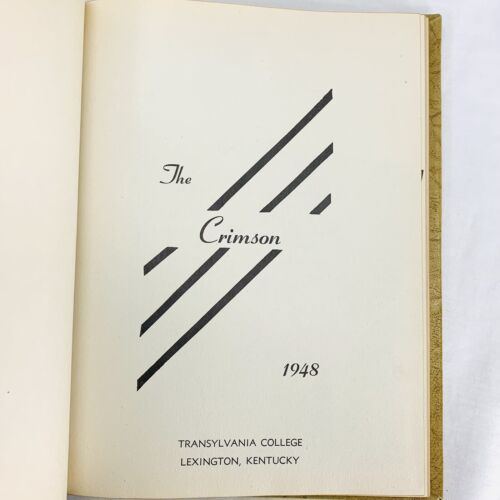 The
Crimson
1948
TRANSYLVANIA COLLEGE
LEXINGTON, KENTUCKY